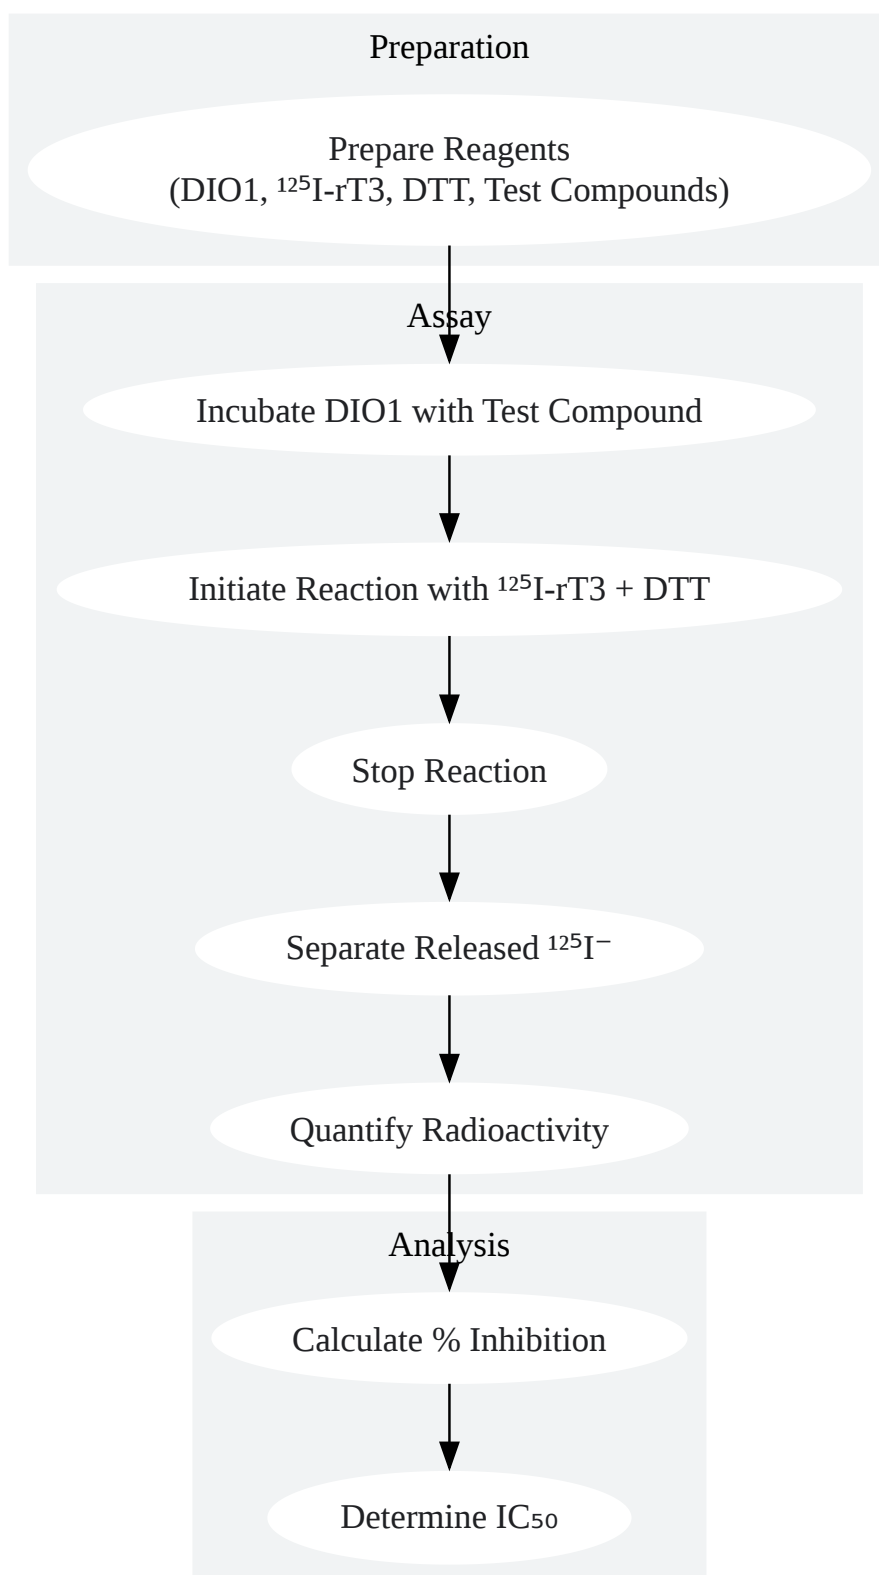 Preparation
Prepare Reagents
(DIO1, ¹²⁵I-rT3, DTT, Test Compounds)
Assay
Incubate DIO1 with Test Compound
Initiate Reaction with ¹²⁵I-rT3 + DTT
Stop Reaction
Separate Released ¹²⁵I⁻
Quantify Radioactivity
Analysis
Calculate % Inhibition
Determine IC₅₀